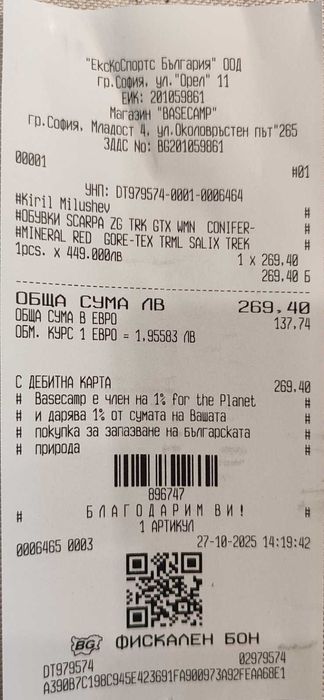 "ЕкоКоСпортс България" ООД
гр.София, ул."Орел" 11
ЕИК: 201059861
Магазин "BASECAMP"
гр.София, Младост 4, ул.Околовръстен път"265
ЗДДС No: BG201059861
00001 #01
УНП: DT979574-0001-0006464
#Kiril Milushev #
#ОБУВКИ SCARPA ZG TRK GTX WMN CONIFER- #
#MINERAL RED GORE-TEX TRML SALIX TREK #
1pcs. x 449.000лв 1 x 269.40
269.40 Б
ОБЩА СУМА ЛВ 269.40
ОБЩА СУМА В ЕВРО 137.74
ОБМ. КУРС 1 ЕВРО = 1.95583 ЛВ
С ДЕБИТНА КАРТА 269.40
# Basecamp е член на 1% for the Planet #
# и дарява 1% от сумата на Вашата #
# покупка за запазване на българската #
# природа #
896747
# БЛАГОДАРИМ ВИ! #
1 АРТИКУЛ
0006465 0003 27-10-2025 14:19:42
BG ФИСКАЛЕН БОН
DT979574 02979574
A390B7C19BC945E423691FA900973A92FEAA68E1